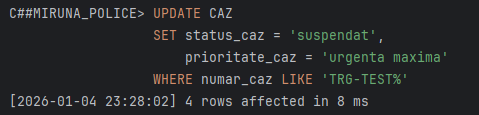 C##MIRUNA_POLICE> UPDATE CAZ
SET status_caz = 'suspendat',
prioritate_caz = 'urgenta maxima'
WHERE numar_caz LIKE 'TRG-TEST%'
[2026-01-04 23:28:02] 4 rows affected in 8 ms